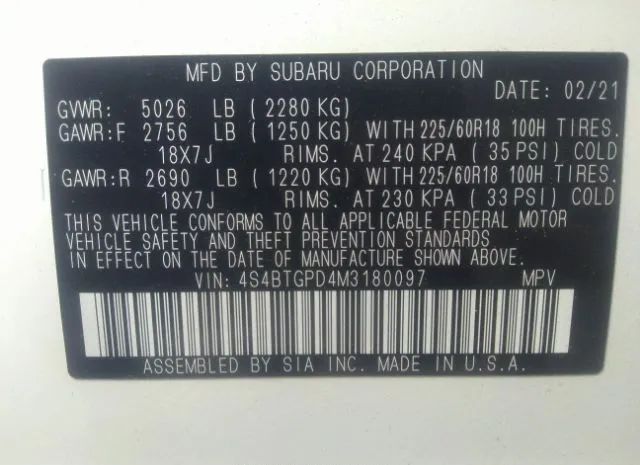 MFD BY SUBARU CORPORATION
DATE: 02/21
GVWR: 5026 LB (2280 KG)
GAWR:F 2756 LB (1250 KG) WITH 225/60R18 100H TIRES.
18X7J RIMS. AT 240 KPA (35 PSI) COLD
GAWR:R 2690 LB (1220 KG) WITH 225/60R18 100H TIRES.
18X7J RIMS. AT 230 KPA (33 PSI) COLD
THIS VEHICLE CONFORMS TO ALL APPLICABLE FEDERAL MOTOR
VEHICLE SAFETY AND THEFT PREVENTION STANDARDS
IN EFFECT ON THE DATE OF MANUFACTURE SHOWN ABOVE.
VIN: 4S4BTGPD4M3180097 MPV
ASSEMBLED BY SIA INC. MADE IN U.S.A.